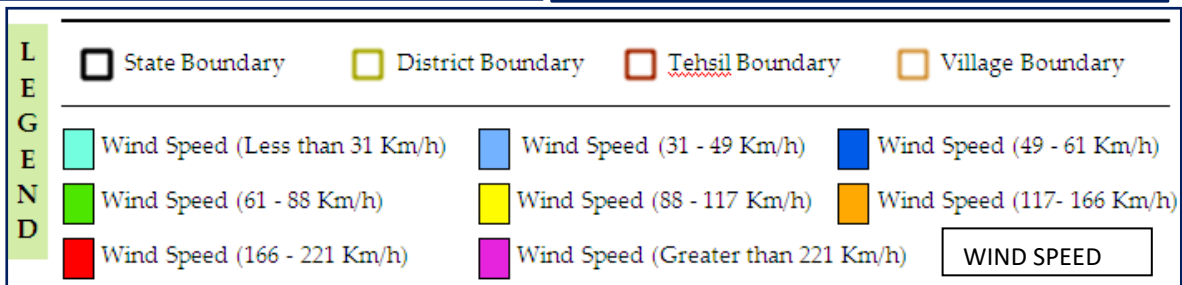 LEGEND
State Boundary District Boundary Tehsil Boundary Village Boundary
Wind Speed (Less than 31 Km/h) Wind Speed (31 - 49 Km/h) Wind Speed (49 - 61 Km/h)
Wind Speed (61 - 88 Km/h) Wind Speed (88 - 117 Km/h) Wind Speed (117- 166 Km/h)
Wind Speed (166 - 221 Km/h) Wind Speed (Greater than 221 Km/h) WIND SPEED